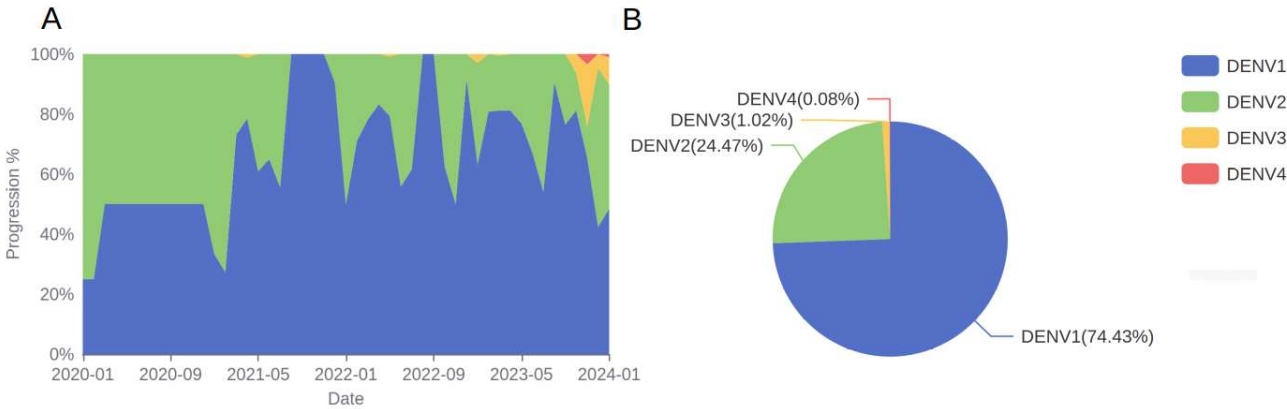 A
100%
80%
60%
40%
20%
0%
Progression %
2020-01
2020-09
2021-05
2022-01
2022-09
2023-05
2024-01
Date
B
DENV4(0.08%)
DENV3(1.02%)
DENV2(24.47%)
DENV1(74.43%)
DENV1
DENV2
DENV3
DENV4